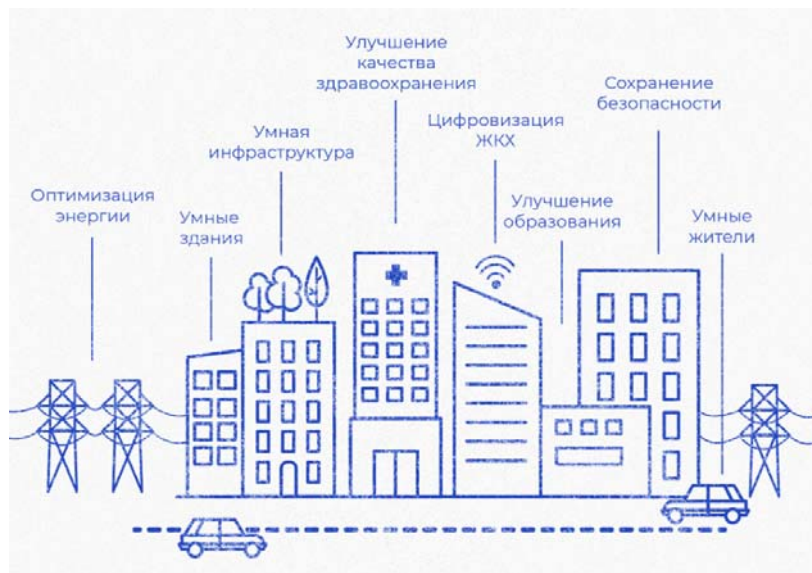 Улучшение
качества
здравоохранения
Сохранение
безопасности
Умная
инфраструктура
Цифровизация
ЖКХ
Оптимизация
энергии
Умные
здания
Улучшение
образования
Умные
жители